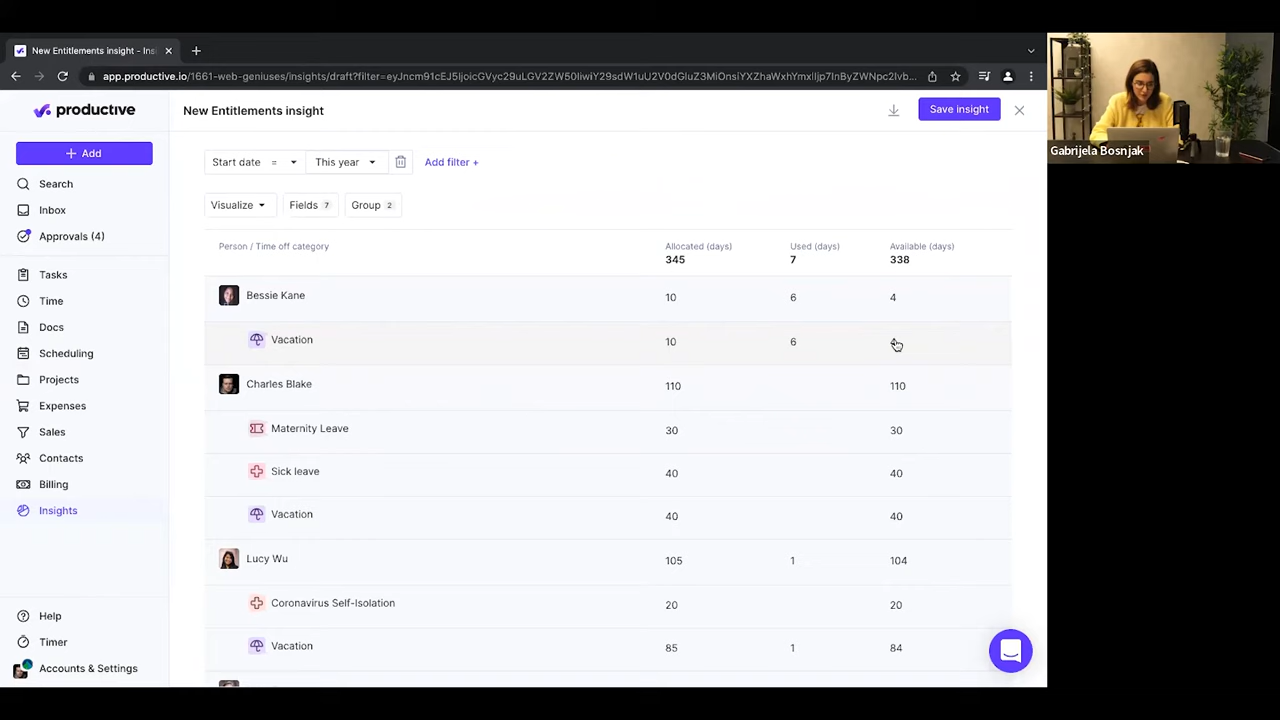 New Entitlements insight - Ins
app.productive.io/1661-web-geniuses/insights/draft?filter=
productive
New Entitlements insight
Save insight
Add
Start date = This year Add filter +
Search
Inbox
Visualize Fields 7 Group 2
Approvals (4)
Person / Time off category Allocated (days) Used (days) Available (days)
345 7 338
Tasks
Bessie Kane 10 6 4
Time
Docs
Vacation 10 6
Scheduling
Projects
Charles Blake 110 110
Expenses
Sales
Maternity Leave 30 30
Contacts
Sick leave 40 40
Billing
Insights
Vacation 40 40
Lucy Wu 105 1 104
Coronavirus Self-Isolation 20 20
Help
Timer
Vacation 85 1 84
Accounts & Settings
Gabrijela Bosnjak